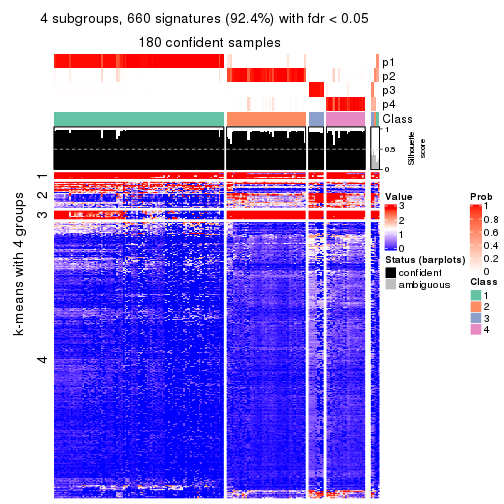 4 subgroups, 660 signatures (92.4%) with fdr < 0.05
180 confident samples
p1
p2
p3
p4
Class
1
0.5
0
Silhouette
score
k-means with 4 groups
1
2
3
4
Value
3
2
1
0
Status (barplots)
confident
ambiguous
Prob
1
0.8
0.6
0.4
0.2
0
Class
1
2
3
4